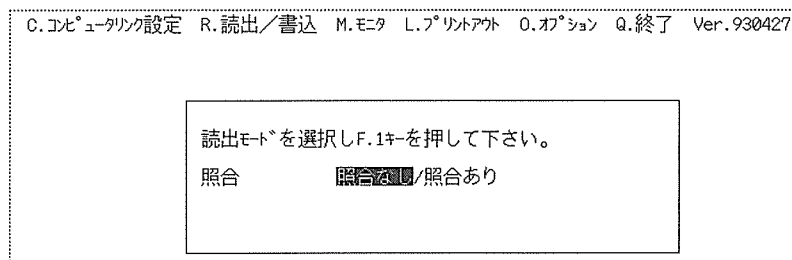 C.ｺﾝﾋﾟｭｰﾀﾘﾝｸ設定 R.読出／書込 M.ﾓﾆﾀ L.ﾌﾟﾘﾝﾄｱｳﾄ O.ｵﾌﾟｼｮﾝ Q.終了 Ver.930427
読出ﾓｰﾄﾞを選択しF.1ｷｰを押して下さい。
照合 照合なし/照合あり